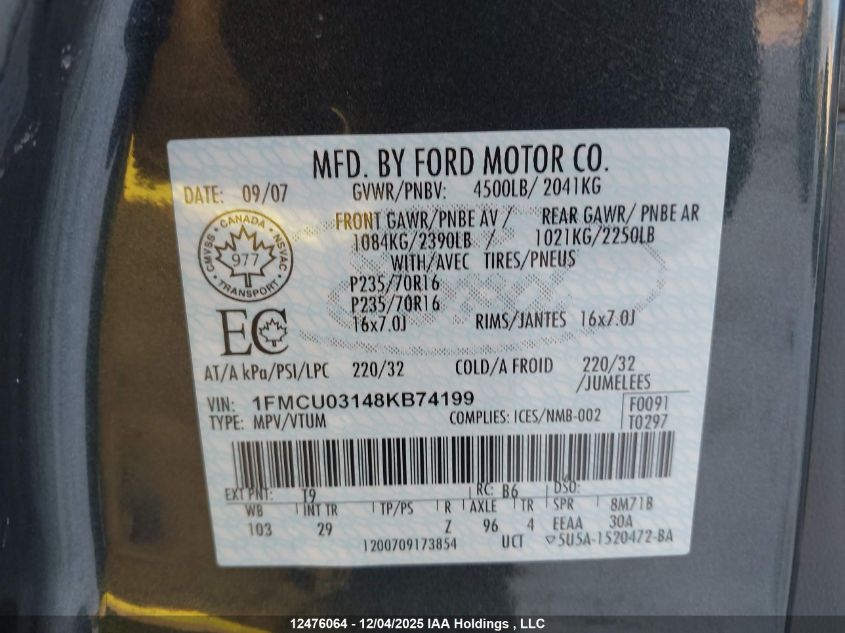 MFD. BY FORD MOTOR CO.
DATE: 09/07 GVWR/PNBV: 4500LB/ 2041KG
FRONT GAWR/PNBE AV / REAR GAWR/ PNBE AR
1084KG/2390LB / 1021KG/2250LB
WITH/AVEC TIRES/PNEUS
CANADA
CMVSS NSVAC
977
TRANSPORT
P235/70R16
P235/70R16
16x7.0J RIMS/JANTES 16x7.0J
EC
AT/A kPa/PSI/LPC 220/32 COLD/A FROID 220/32
/JUMELEES
VIN: 1FMCU03148KB74199 F0091
TYPE: MPV/VTUM COMPLIES: ICES/NMB-002 T0297
EXT PNT: T9 RC: B6 DSO:
WB INT TR TP/PS R AXLE TR SPR 8M71B
103 29 Z 96 4 EEAA 30A
1200709173854 UCT ▽5U5A-1520472-BA
12476064 - 12/04/2025 IAA Holdings , LLC